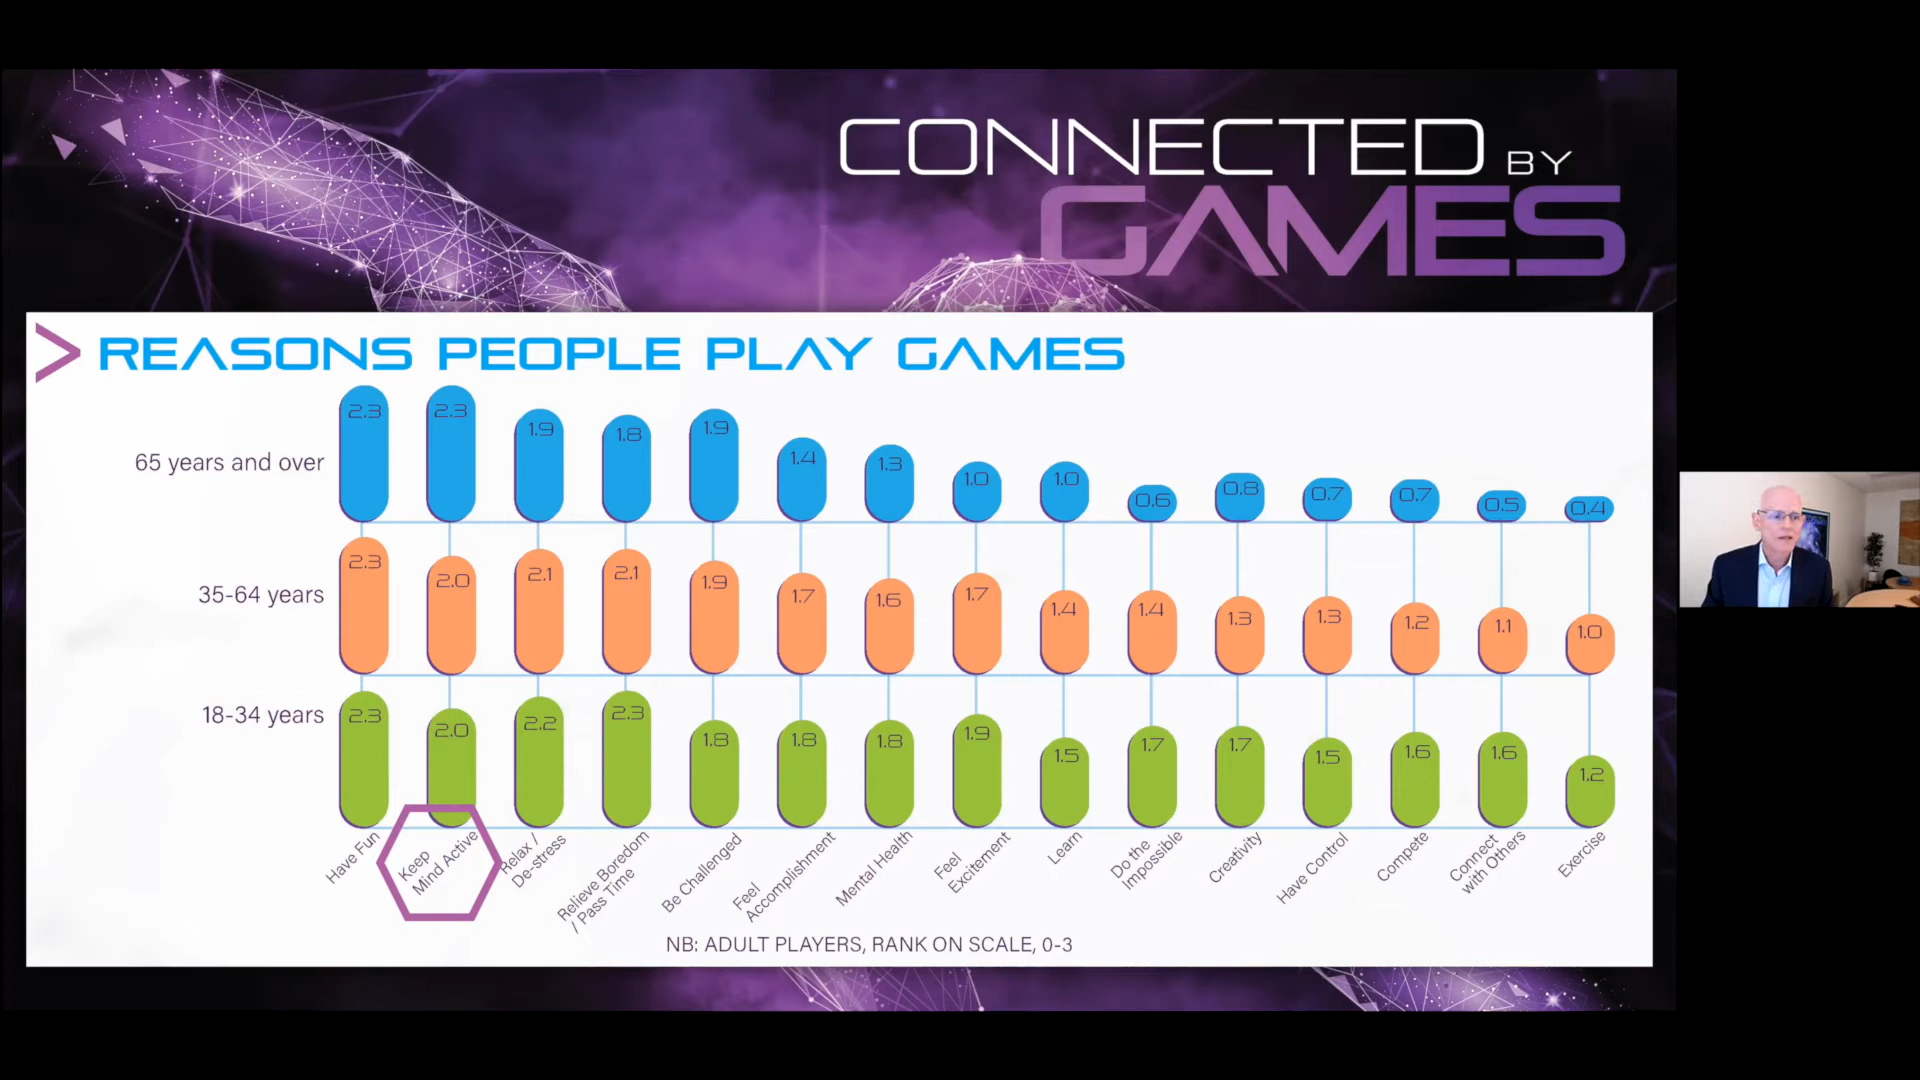 CONNECTED BY
GAMES
REASONS PEOPLE PLAY GAMES
65 years and over
2.3 2.3 1.9 1.8 1.9 1.4 1.3 1.0 1.0 0.6 0.8 0.7 0.7 0.5 0.4
35-64 years
2.3 2.0 2.1 2.1 1.9 1.7 1.6 1.7 1.4 1.4 1.3 1.3 1.2 1.1 1.0
18-34 years
2.3 2.0 2.2 2.3 1.8 1.8 1.8 1.9 1.5 1.7 1.7 1.5 1.6 1.6 1.2
Have Fun
Keep
Mind Active
Relax /
De-stress
Relieve Boredom
/ Pass Time
Be Challenged
Feel
Accomplishment
Mental Health
Feel
Excitement
Learn
Do the
Impossible
Creativity
Have Control
Compete
Connect
with Others
Exercise
NB: ADULT PLAYERS, RANK ON SCALE, 0-3